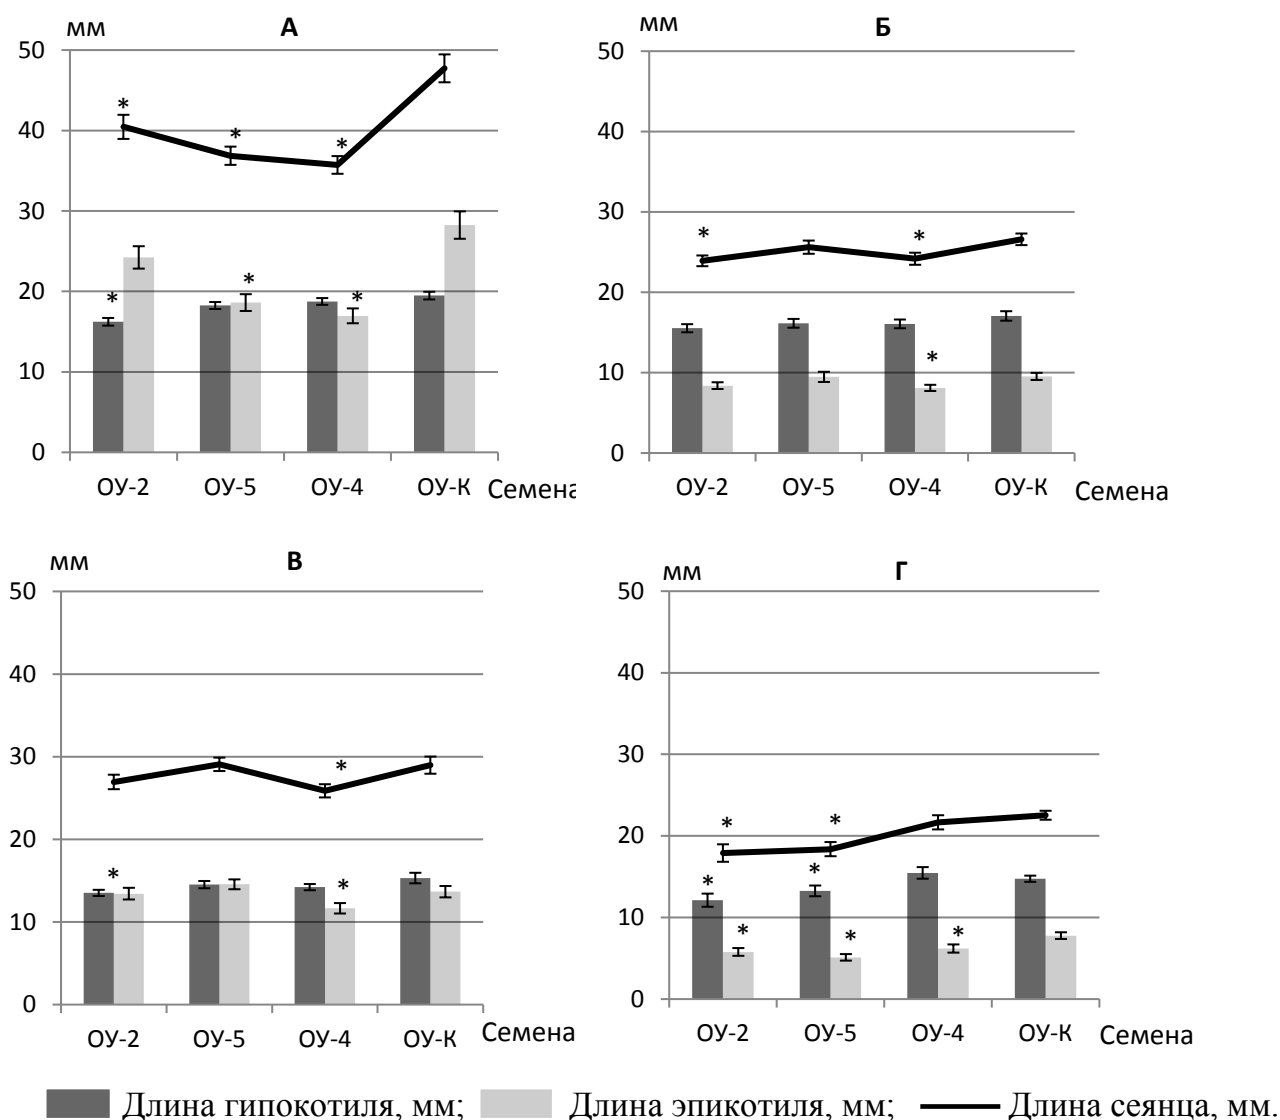 мм А
50
40
30
20
10
0
* * * * * *
ОУ-2 ОУ-5 ОУ-4 ОУ-К Семена
мм Б
50
40
30
20
10
0
* * *
ОУ-2 ОУ-5 ОУ-4 ОУ-К Семена
мм В
50
40
30
20
10
0
* * *
ОУ-2 ОУ-5 ОУ-4 ОУ-К Семена
мм Г
50
40
30
20
10
0
* * * * * * *
ОУ-2 ОУ-5 ОУ-4 ОУ-К Семена
Длина гипокотиля, мм; Длина эпикотиля, мм; Длина сеянца, мм